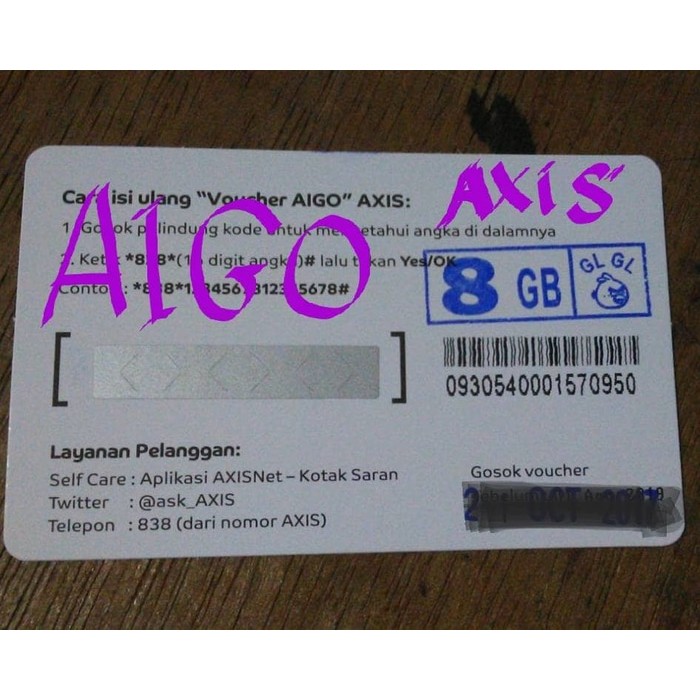 Cara isi ulang "Voucher AIGO" AXIS:
AIGO
AXIS
1. Gosok pelindung kode untuk mengetahui angka di dalamnya
2. Ketik *838*(16 digit angka)# lalu tekan Yes/OK
Contoh : *838*1234567812345678#
8 GB
GL GL
0930540001570950
Layanan Pelanggan:
Self Care : Aplikasi AXISNet – Kotak Saran
Twitter : @ask_AXIS
Telepon : 838 (dari nomor AXIS)
Gosok voucher
OCT